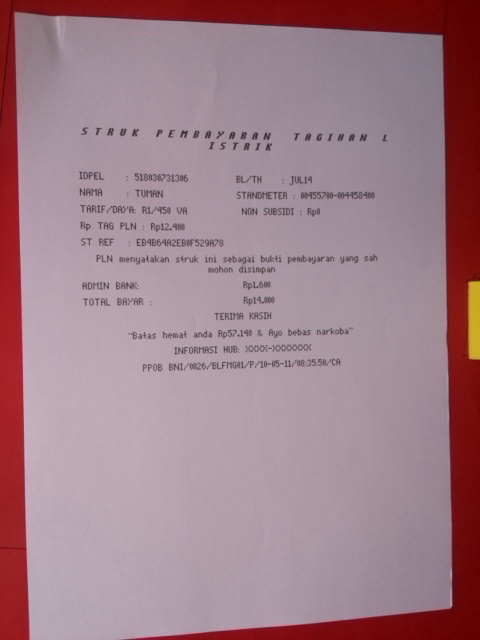 STRUK PEMBAYARAN TAGIHAN L
ISTRIK
IDPEL : 518030731306 BL/TH : JUL14
NAMA : TUMAN STANDMETER : 00455700-004458400
TARIF/DAYA: R1/450 VA NON SUBSIDI : Rp0
Rp TAG PLN : Rp12.400
ST REF : EB4B64A2EB0F529A78
PLN menyatakan struk ini sebagai bukti pembayaran yang sah
mohon disimpan
ADMIN BANK: Rp1.600
TOTAL BAYAR : Rp14.000
TERIMA KASIH
"Batas hemat anda Rp57.140 & Ayo bebas narkoba"
INFORMASI HUB: XXXX-XXXXXXX
PPOB BNI/0026/BLFMG01/P/10-05-11/08:35:50/CA